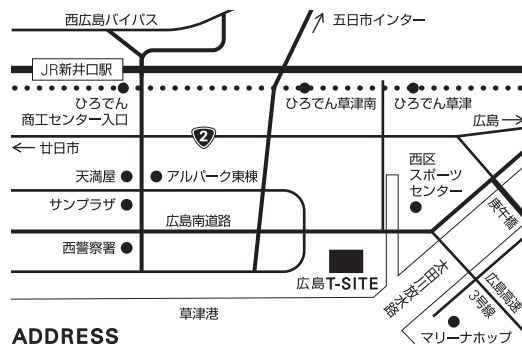 西広島バイパス
五日市インター
JR新井口駅
ひろでん
商工センター入口
ひろでん草津南
ひろでん草津
広島→
2
←廿日市
天満屋
アルパーク東棟
西区
スポーツ
センター
サンプラザ
広島南道路
庚午橋
西警察署
広島T-SITE
太田川放水路
広島高速
3号線
草津港
マリーナホップ
ADDRESS